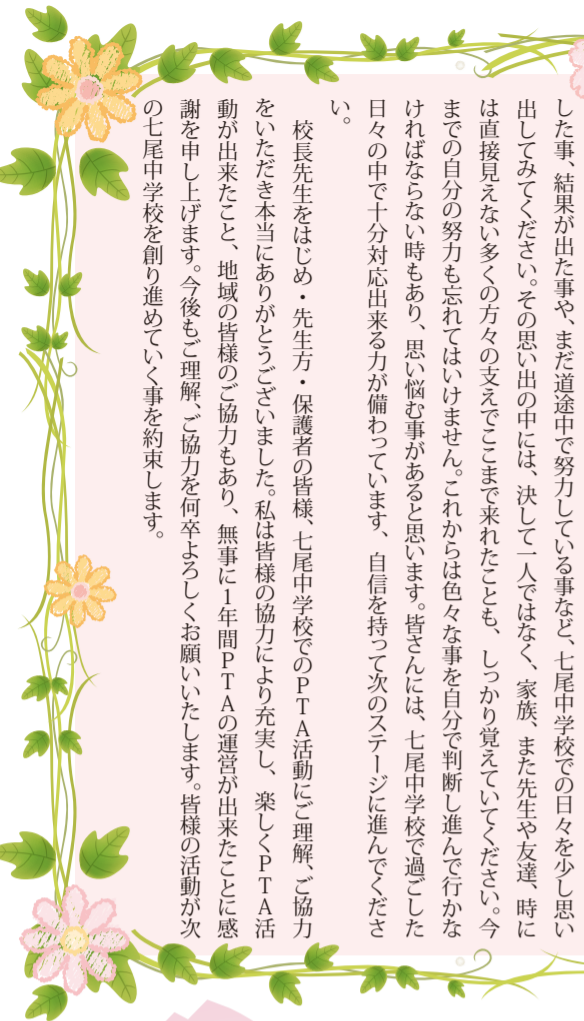 した事、結果が出た事や、まだ道途中で努力している事など、七尾中学校での日々を少し思い
出してみてください。その思い出の中には、決して一人ではなく、家族、また先生や友達、時に
は直接見えない多くの方々の支えでここまで来れたことも、しっかり覚えていてください。今
までの自分の努力も忘れてはいけません。これからは色々な事を自分で判断し進んで行かな
ければならない時もあり、思い悩む事があると思います。皆さんには、七尾中学校で過ごした
日々の中で十分対応出来る力が備わっています、自信を持って次のステージに進んでくださ
い。
校長先生をはじめ・先生方・保護者の皆様、七尾中学校でのPTA活動にご理解、ご協力
をいただき本当にありがとうございました。私は皆様の協力により充実し、楽しくPTA活
動が出来たこと、地域の皆様のご協力もあり、無事に1年間PTAの運営が出来たことに感
謝を申し上げます。今後もご理解、ご協力を何卒よろしくお願いいたします。皆様の活動が次
の七尾中学校を創り進めていく事を約束します。